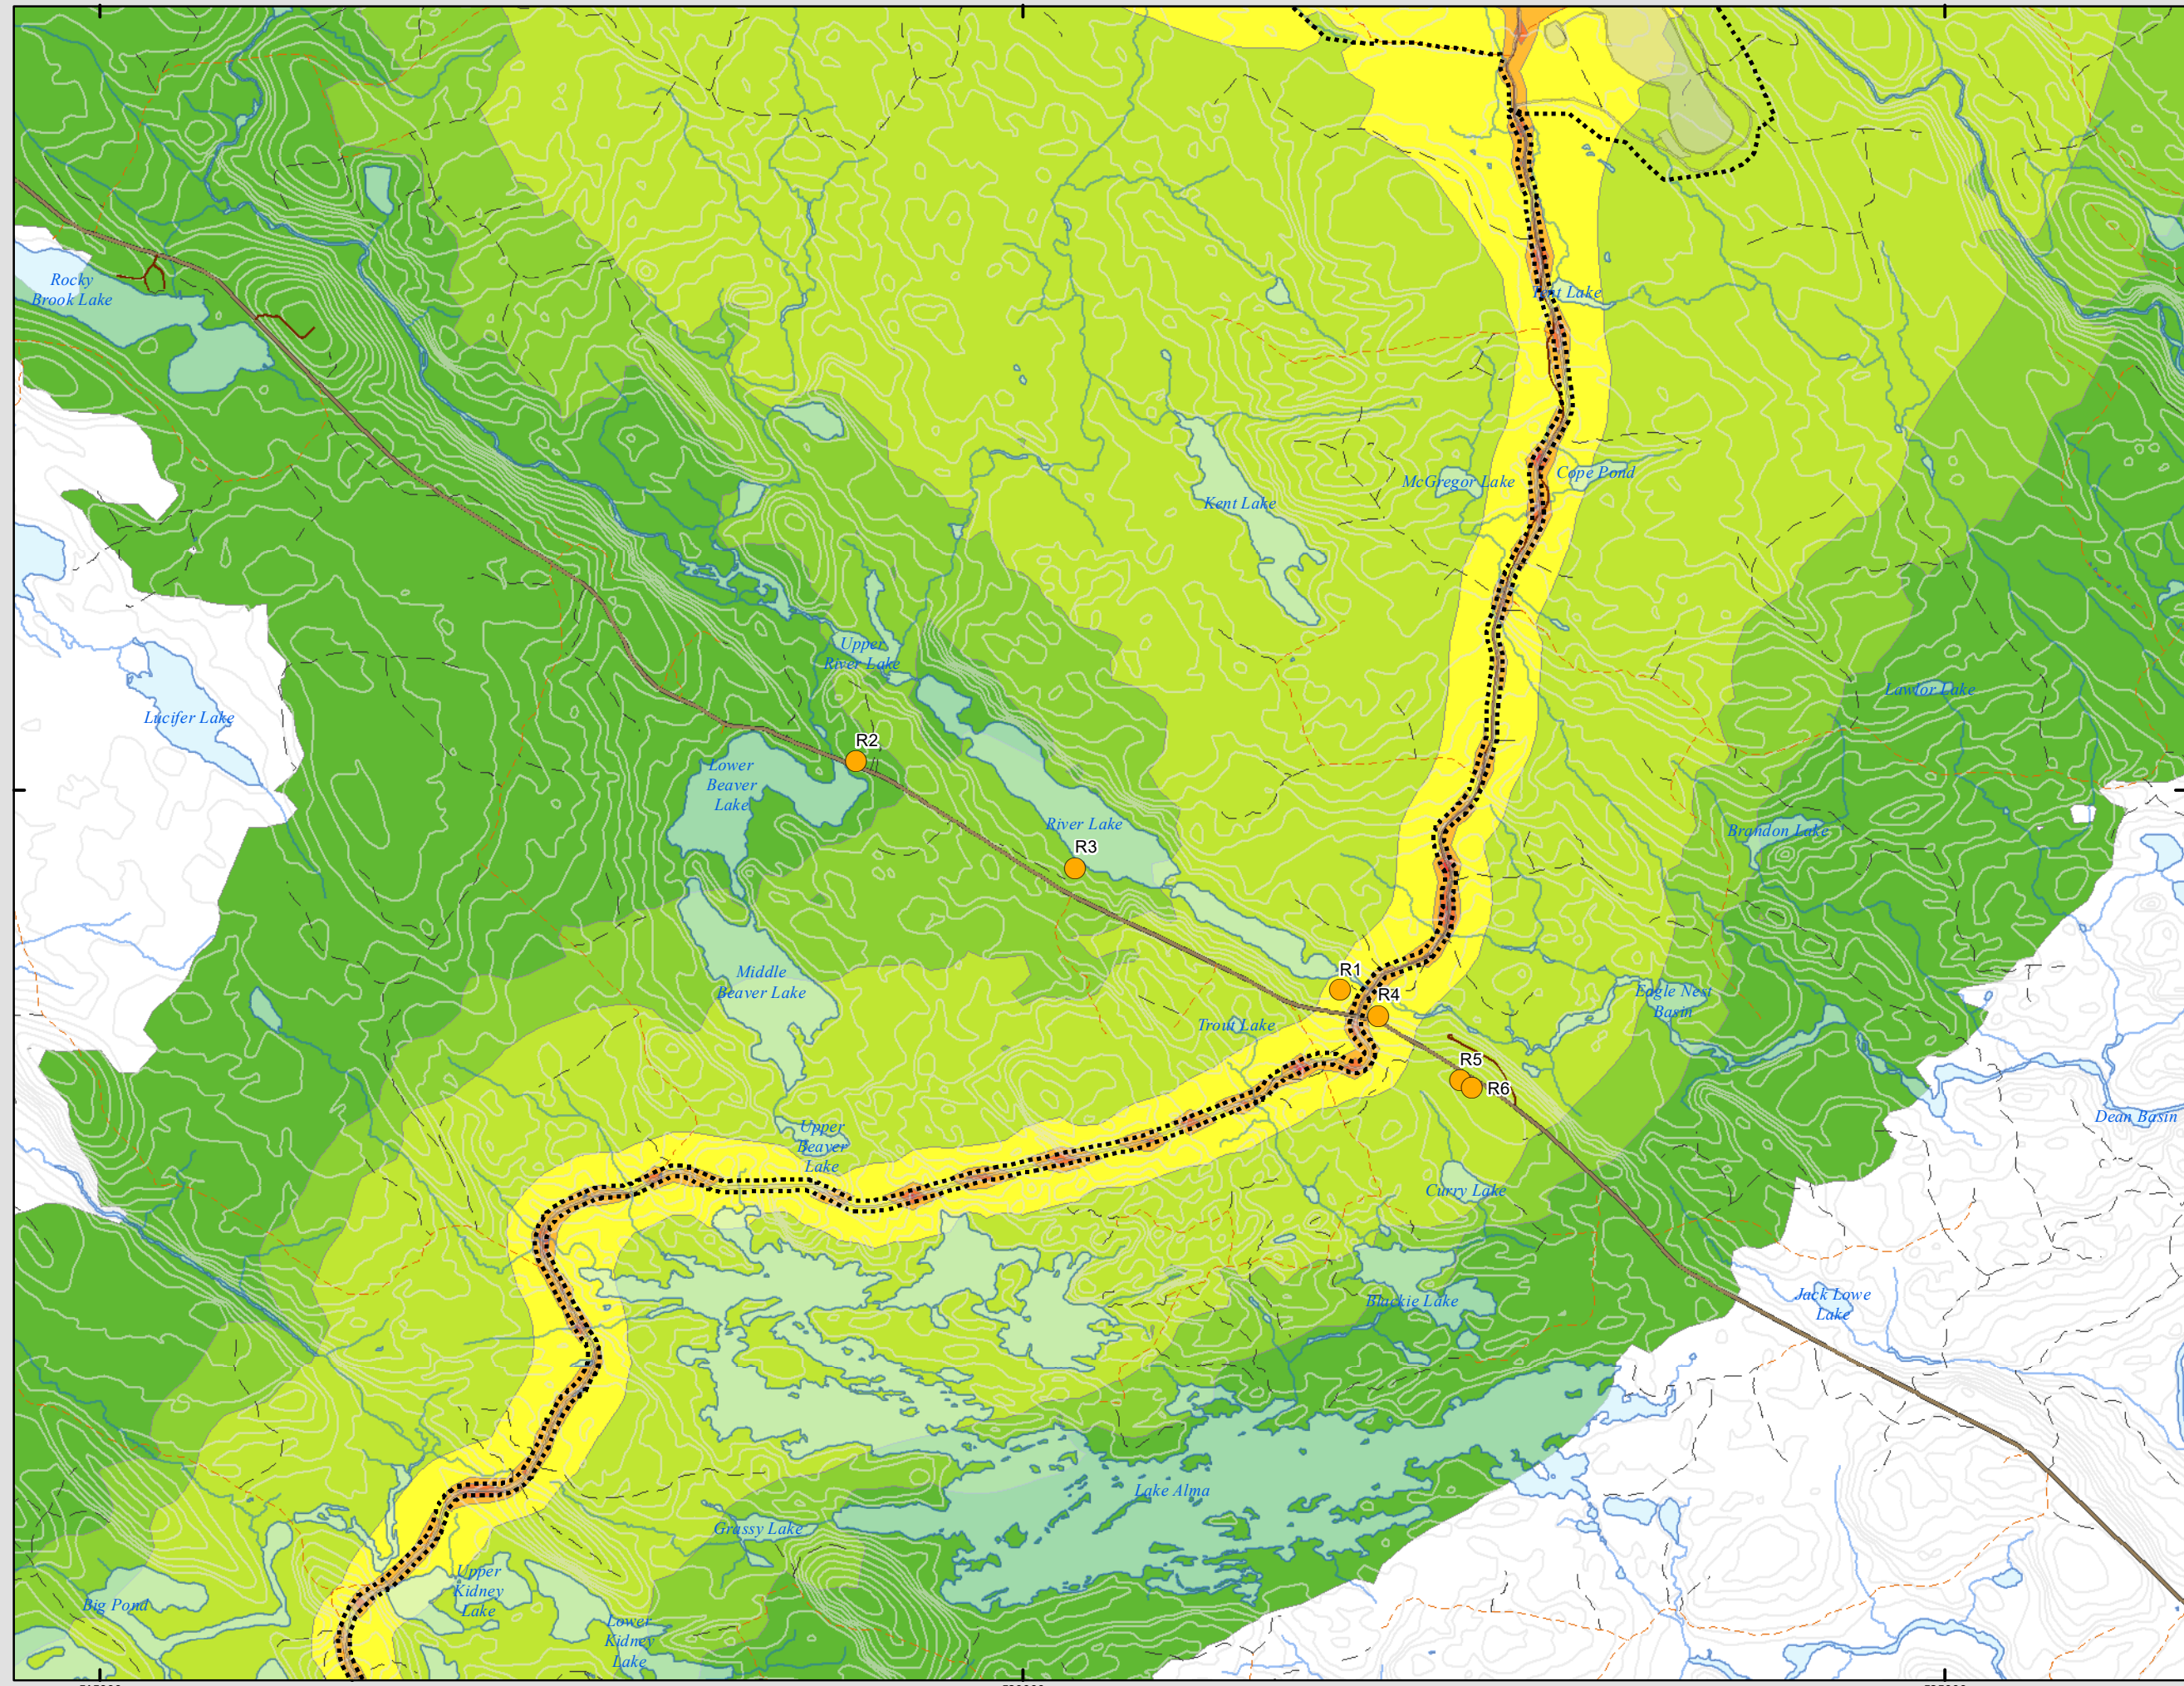 Rocky
Brook Lake
Tent Lake
McGregor Lake
Cope Pond
Kent Lake
Upper
River Lake
Lawlor Lake
Lucifer Lake
R2
Lower
Beaver
Lake
River Lake
R3
Brandon Lake
Middle
Beaver Lake
R1
R4
Eagle Nest
Basin
Trout Lake
R5
R6
Dean Basin
Upper
Beaver
Lake
Curry Lake
Blackie Lake
Jack Lowe
Lake
Lake Alma
Grassy Lake
Upper
Kidney
Lake
Big Pond
Lower
Kidney
Lake